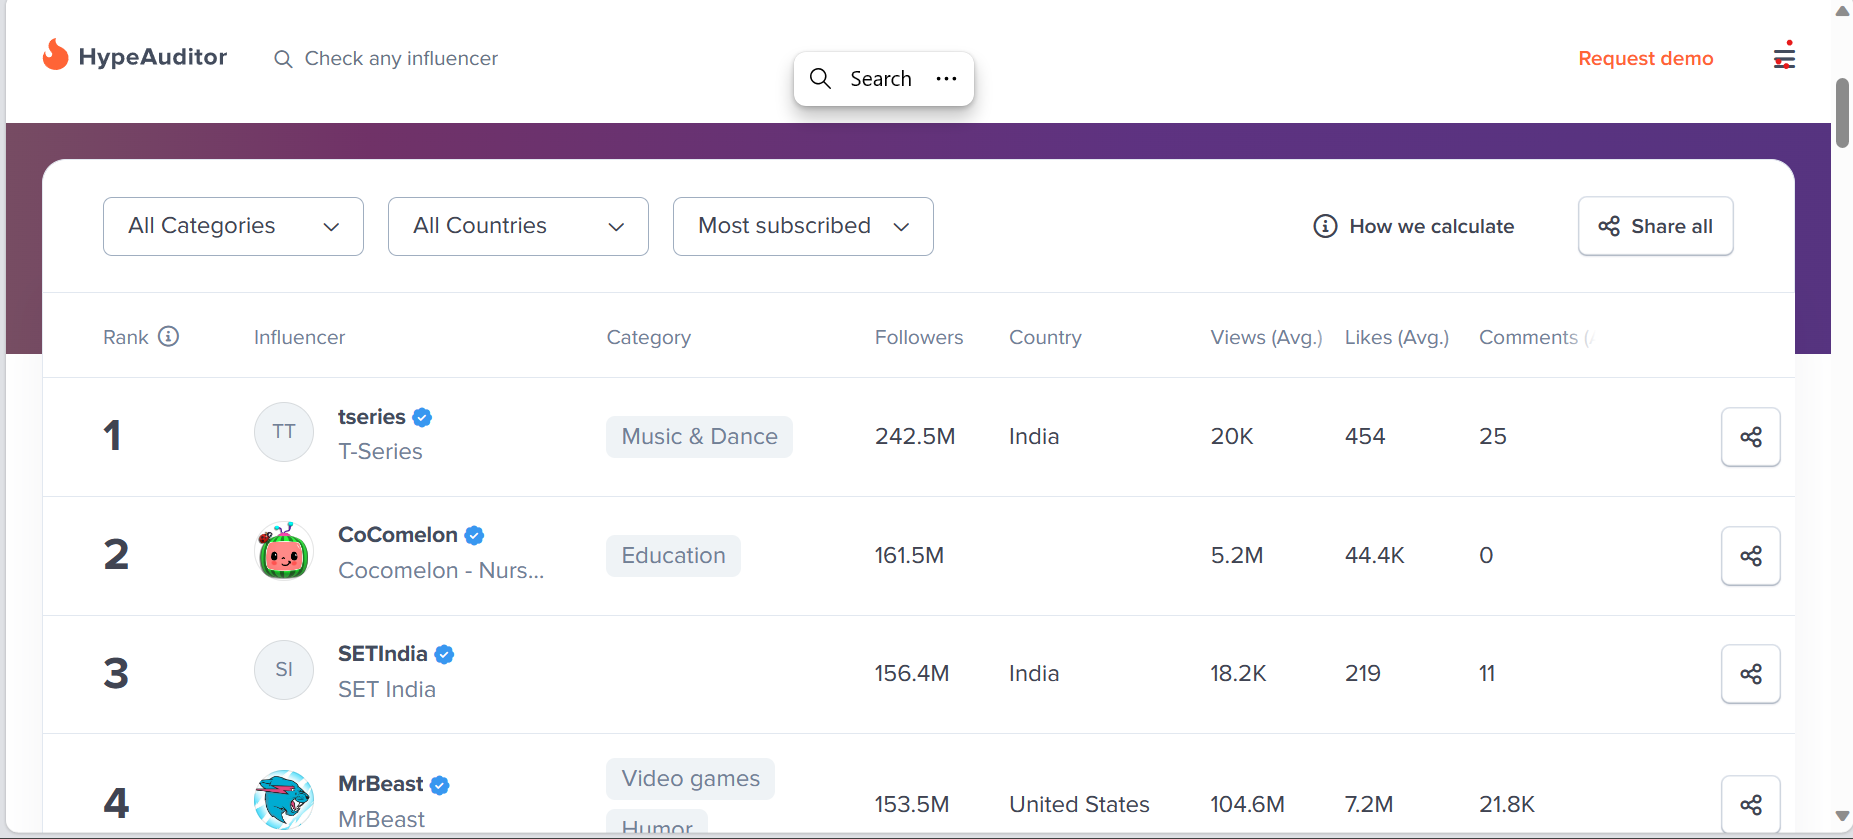 HypeAuditor
Check any influencer
Search
Request demo
All Categories
All Countries
Most subscribed
How we calculate
Share all
Rank Influencer Category Followers Country Views (Avg.) Likes (Avg.) Comments
1 TT tseries Music & Dance 242.5M India 20K 454 25
T-Series
2 CoComelon Education 161.5M 5.2M 44.4K 0
Cocomelon - Nurs...
3 SI SETIndia 156.4M India 18.2K 219 11
SET India
4 MrBeast Video games 153.5M United States 104.6M 7.2M 21.8K
MrBeast Humor